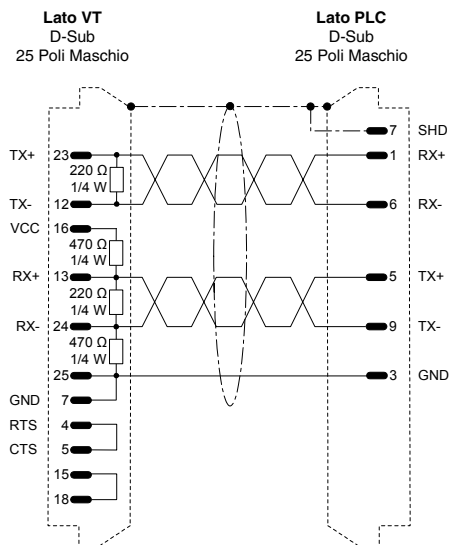 Lato VT
D-Sub
25 Poli Maschio
Lato PLC
D-Sub
25 Poli Maschio
7 SHD
TX+ 23
1 RX+
220 Ω
1/4 W
TX- 12
6 RX-
VCC 16
470 Ω
1/4 W
RX+ 13
5 TX+
220 Ω
1/4 W
RX- 24
9 TX-
470 Ω
1/4 W
25
3 GND
GND 7
RTS 4
CTS 5
15
18